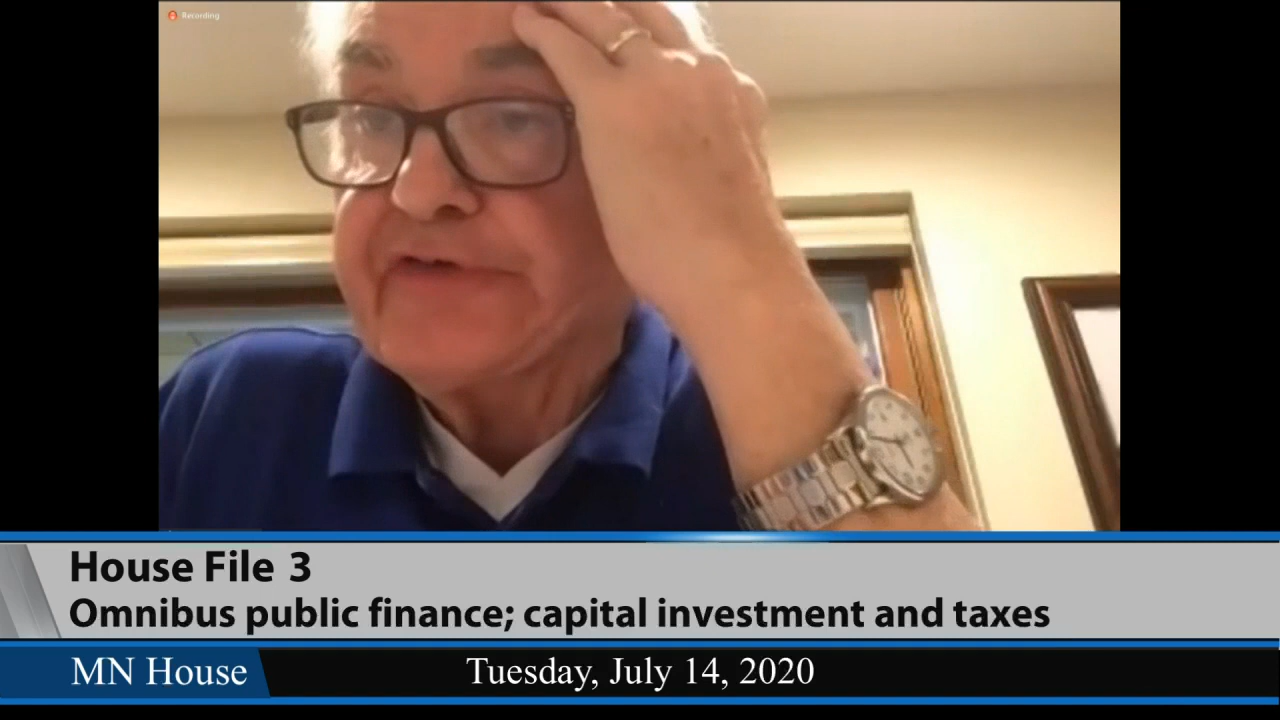 Recording
House File 3
Omnibus public finance; capital investment and taxes
MN House
Tuesday, July 14, 2020